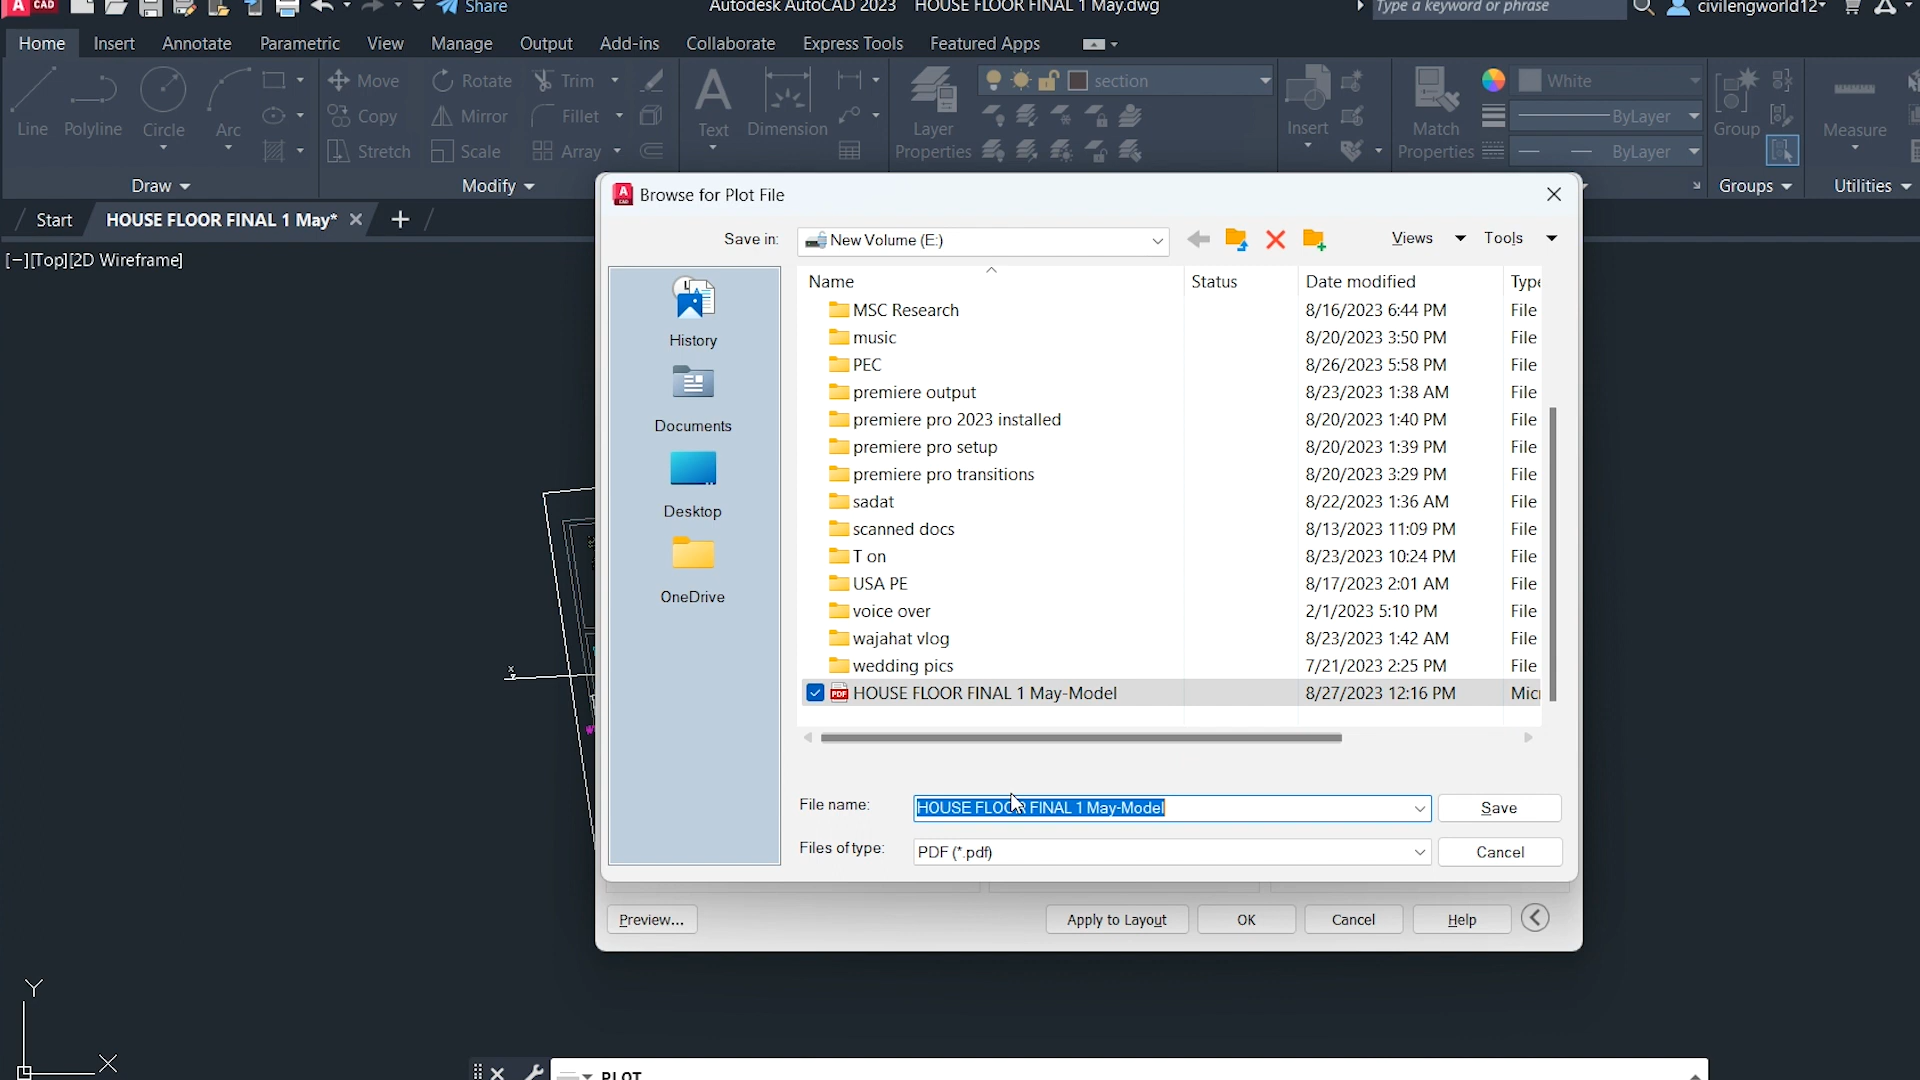 CAD Share Autodesk AutoCAD 2023 HOUSE FLOOR FINAL 1 May.dwg Type a keyword or phrase civilengworld12
Home Insert Annotate Parametric View Manage Output Add-ins Collaborate Express Tools Featured Apps
Move Rotate Trim section White
Line Polyline Circle Arc Copy Mirror Fillet Text Dimension Layer Properties Insert Match Properties ByLayer Group Measure
Stretch Scale Array ByLayer
Draw Modify Groups Utilities
Start HOUSE FLOOR FINAL 1 May*
[−][Top][2D Wireframe]
Browse for Plot File
Save in: New Volume (E:) Views Tools
History
Documents
Desktop
OneDrive
Name Status Date modified Type
MSC Research 8/16/2023 6:44 PM File
music 8/20/2023 3:50 PM File
PEC 8/26/2023 5:58 PM File
premiere output 8/23/2023 1:38 AM File
premiere pro 2023 installed 8/20/2023 1:40 PM File
premiere pro setup 8/20/2023 1:39 PM File
premiere pro transitions 8/20/2023 3:29 PM File
sadat 8/22/2023 1:36 AM File
scanned docs 8/13/2023 11:09 PM File
T on 8/23/2023 10:24 PM File
USA PE 8/17/2023 2:01 AM File
voice over 2/1/2023 5:10 PM File
wajahat vlog 8/23/2023 1:42 AM File
wedding pics 7/21/2023 2:25 PM File
PDF HOUSE FLOOR FINAL 1 May-Model 8/27/2023 12:16 PM Mic
File name: HOUSE FLOOR FINAL 1 May-Model Save
Files of type: PDF (*.pdf) Cancel
Preview... Apply to Layout OK Cancel Help
x
Y
X
PLOT